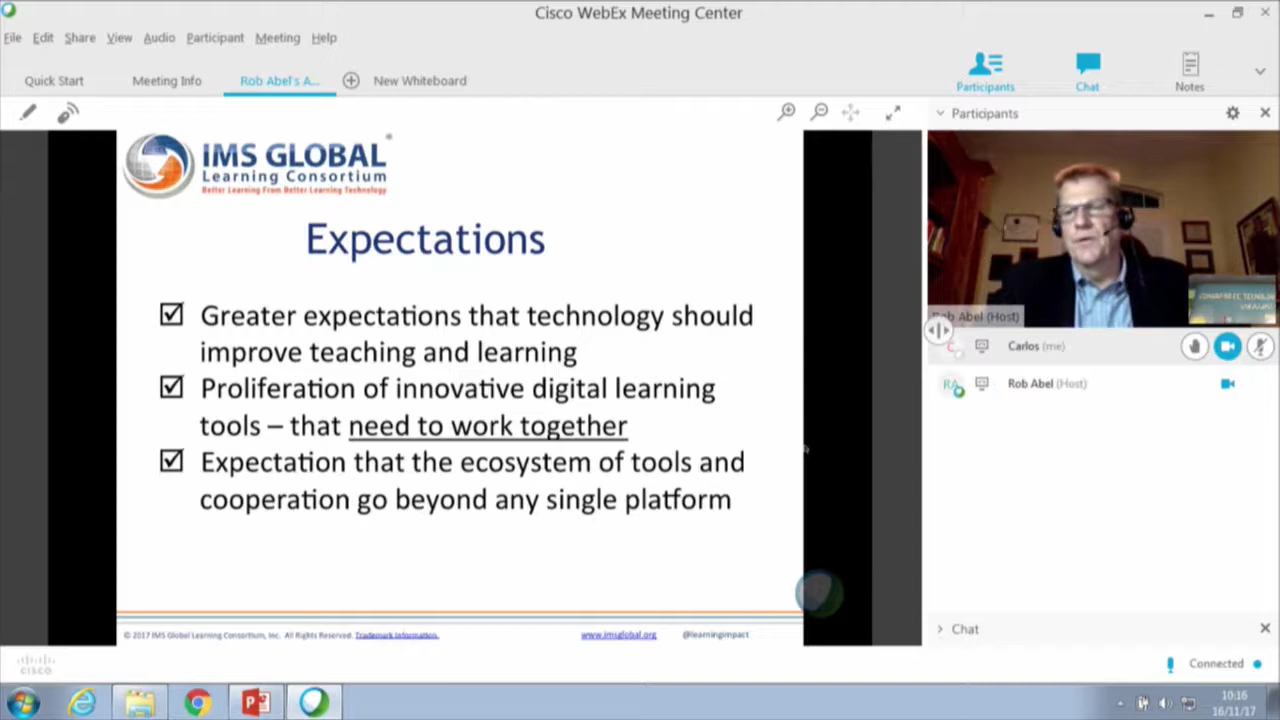 Cisco WebEx Meeting Center
File Edit Share View Audio Participant Meeting Help
Quick Start
Meeting Info
Rob Abel's A...
New Whiteboard
Participants
Chat
Notes
Participants
IMS GLOBAL
Learning Consortium
Better Learning From Better Learning Technology
Expectations
Greater expectations that technology should
improve teaching and learning
Proliferation of innovative digital learning
tools – that need to work together
Expectation that the ecosystem of tools and
cooperation go beyond any single platform
© 2017 IMS Global Learning Consortium, Inc. All Rights Reserved. Trademark Information.
www.imsglobal.org
@learningimpact
Rob Abel (Host)
Carlos (me)
RA
Rob Abel (Host)
Chat
cisco
Connected
10:16
16/11/17